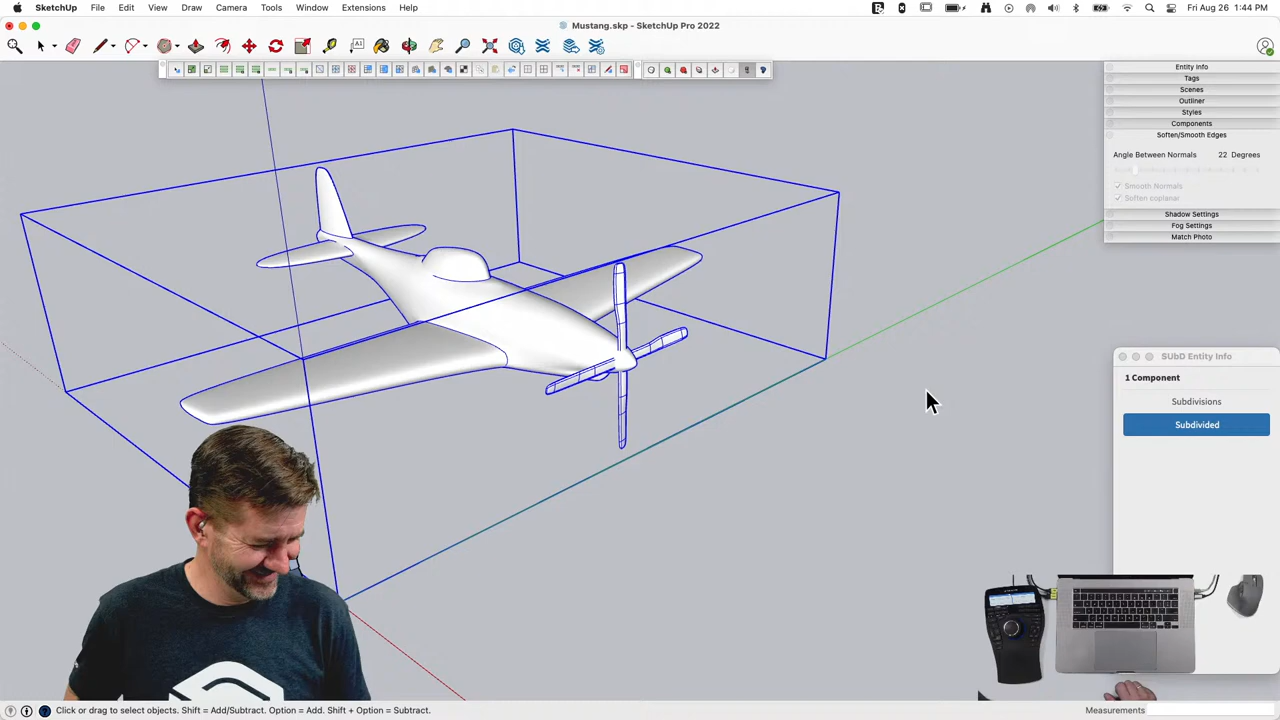 SketchUp File Edit View Draw Camera Tools Window Extensions Help
Fri Aug 26 1:44 PM
Mustang.skp - SketchUp Pro 2022
Entity Info
Tags
Scenes
Outliner
Styles
Components
Soften/Smooth Edges
Angle Between Normals 22 Degrees
Smooth Normals
Soften coplanar
Shadow Settings
Fog Settings
Match Photo
SUbD Entity Info
1 Component
Subdivisions
Subdivided
Click or drag to select objects. Shift = Add/Subtract. Option = Add. Shift + Option = Subtract.
Measurements